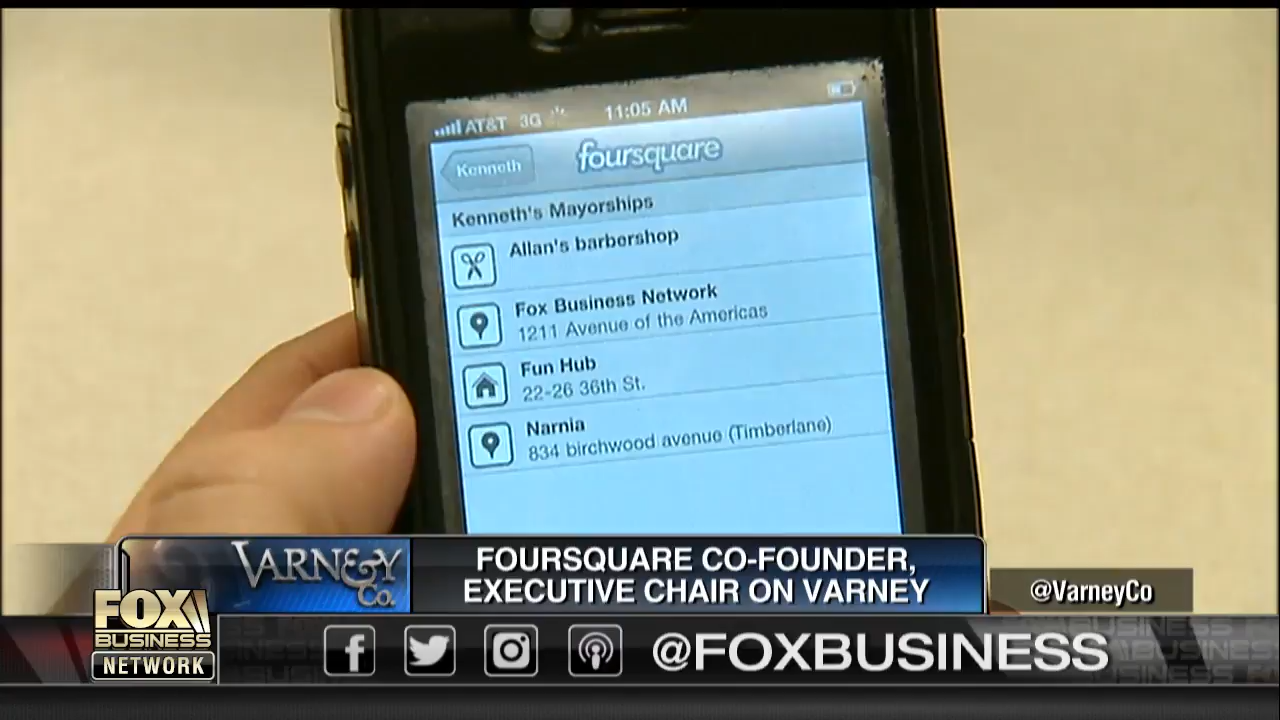 AT&T 3G 11:05 AM
Kenneth
foursquare
Kenneth's Mayorships
Allan's barbershop
Fox Business Network
1211 Avenue of the Americas
Fun Hub
22-26 36th St.
Narnia
834 birchwood avenue (Timberlane)
VARNEY
& Co.
FOURSQUARE CO-FOUNDER,
EXECUTIVE CHAIR ON VARNEY
@VarneyCo
FOX
BUSINESS
NETWORK
@FOXBUSINESS